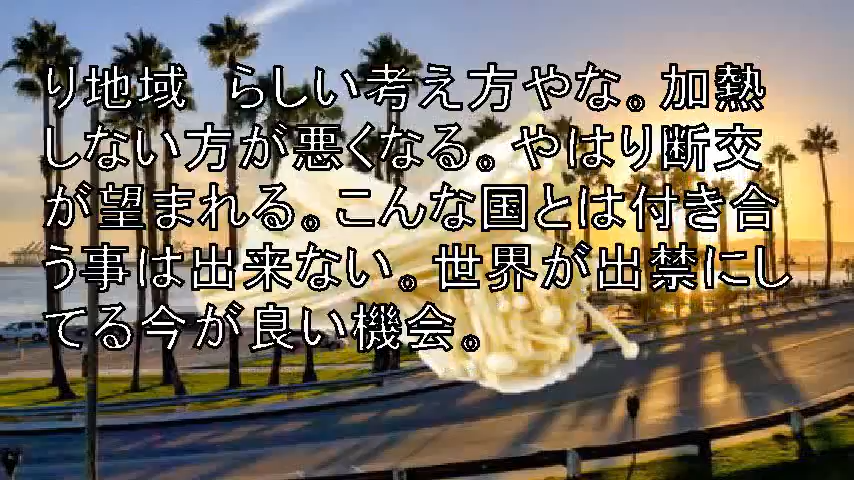 り地域　らしい考え方やな。加熱
しない方が悪くなる。やはり断交
が望まれる。こんな国とは付き合
う事は出来ない。世界が出禁にし
てる今が良い機会。